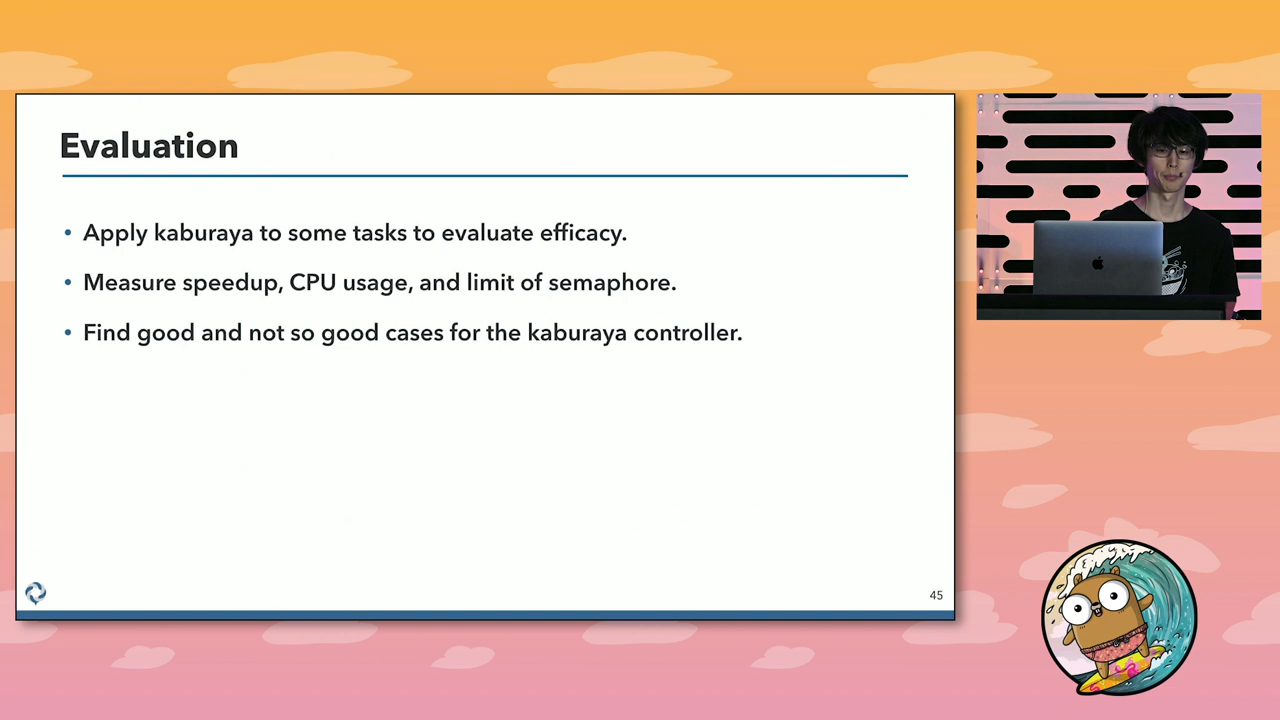 Evaluation
• Apply kaburaya to some tasks to evaluate efficacy.
• Measure speedup, CPU usage, and limit of semaphore.
• Find good and not so good cases for the kaburaya controller.
45